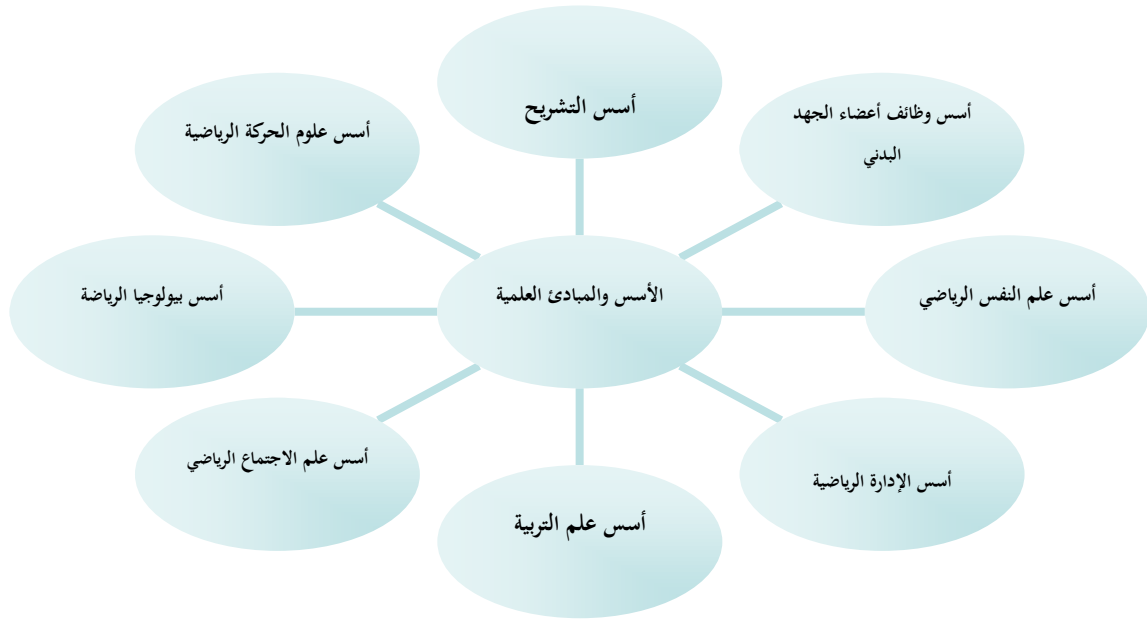 أسس التشريح
أسس وظائف أعضاء الجهد
البدني
أسس علوم الحركة الرياضية
الأسس والمبادئ العلمية
أسس علم النفس الرياضي
أسس بيولوجيا الرياضة
أسس الإدارة الرياضية
أسس علم الاجتماع الرياضي
أسس علم التربية